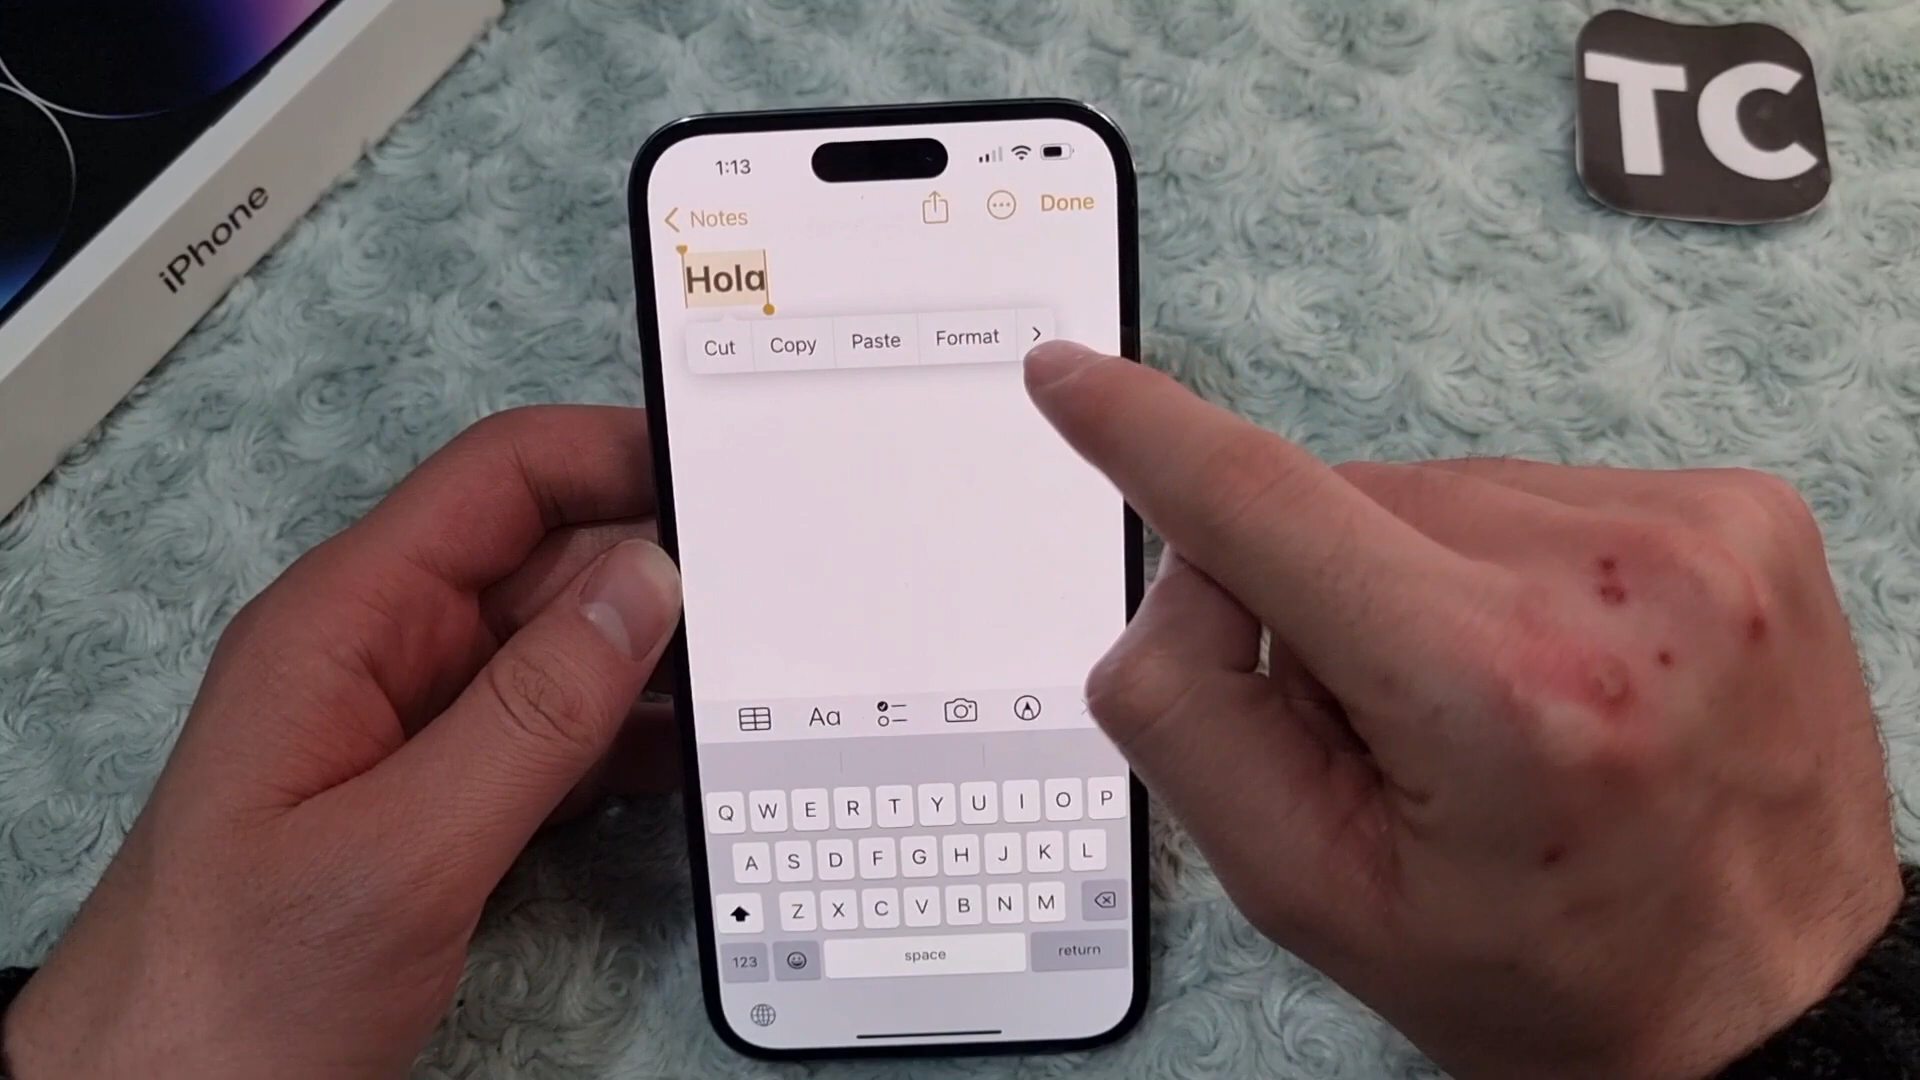 TC
iPhone
1:13
Notes
Done
Hola
Cut Copy Paste Format
Aa
Q W E R T Y U I O P
A S D F G H J K L
Z X C V B N M
123 space return